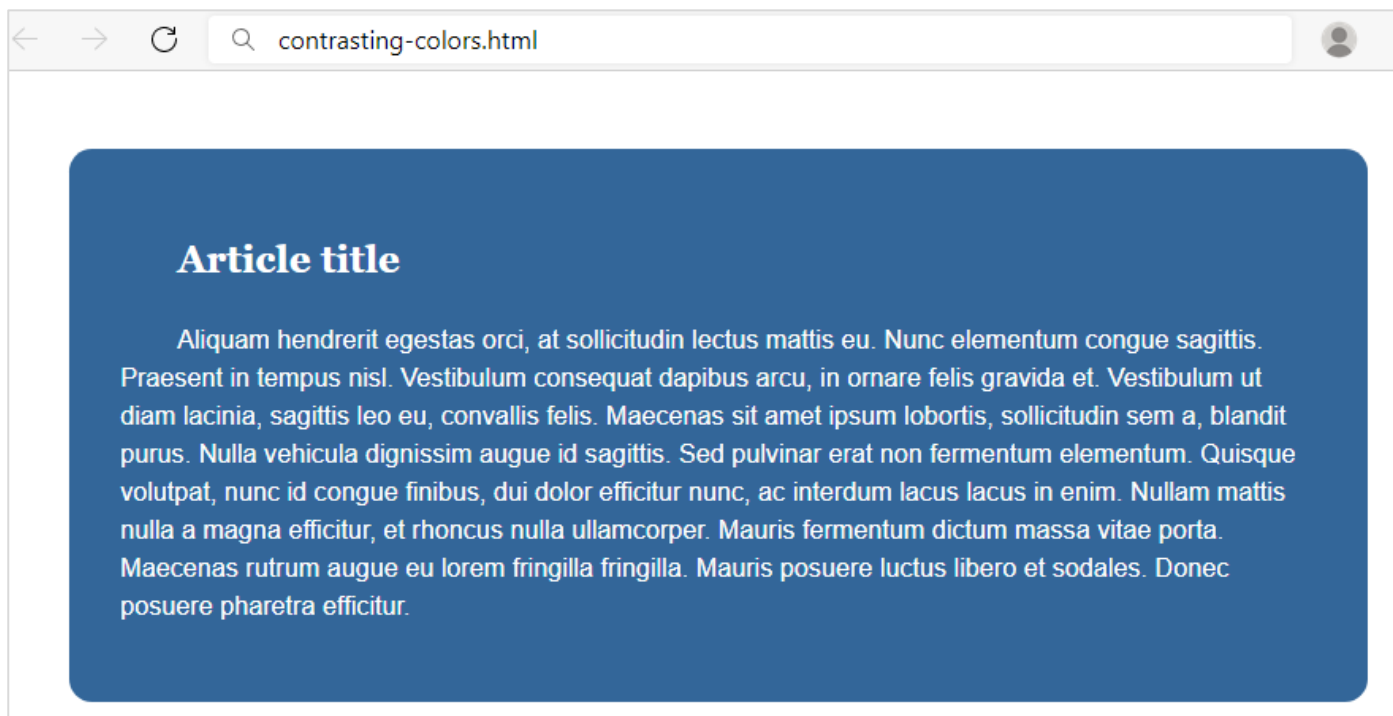 contrasting-colors.html
Article title
Aliquam hendrerit egestas orci, at sollicitudin lectus mattis eu. Nunc elementum congue sagittis.
Praesent in tempus nisl. Vestibulum consequat dapibus arcu, in ornare felis gravida et. Vestibulum ut
diam lacinia, sagittis leo eu, convallis felis. Maecenas sit amet ipsum lobortis, sollicitudin sem a, blandit
purus. Nulla vehicula dignissim augue id sagittis. Sed pulvinar erat non fermentum elementum. Quisque
volutpat, nunc id congue finibus, dui dolor efficitur nunc, ac interdum lacus lacus in enim. Nullam mattis
nulla a magna efficitur, et rhoncus nulla ullamcorper. Mauris fermentum dictum massa vitae porta.
Maecenas rutrum augue eu lorem fringilla fringilla. Mauris posuere luctus libero et sodales. Donec
posuere pharetra efficitur.